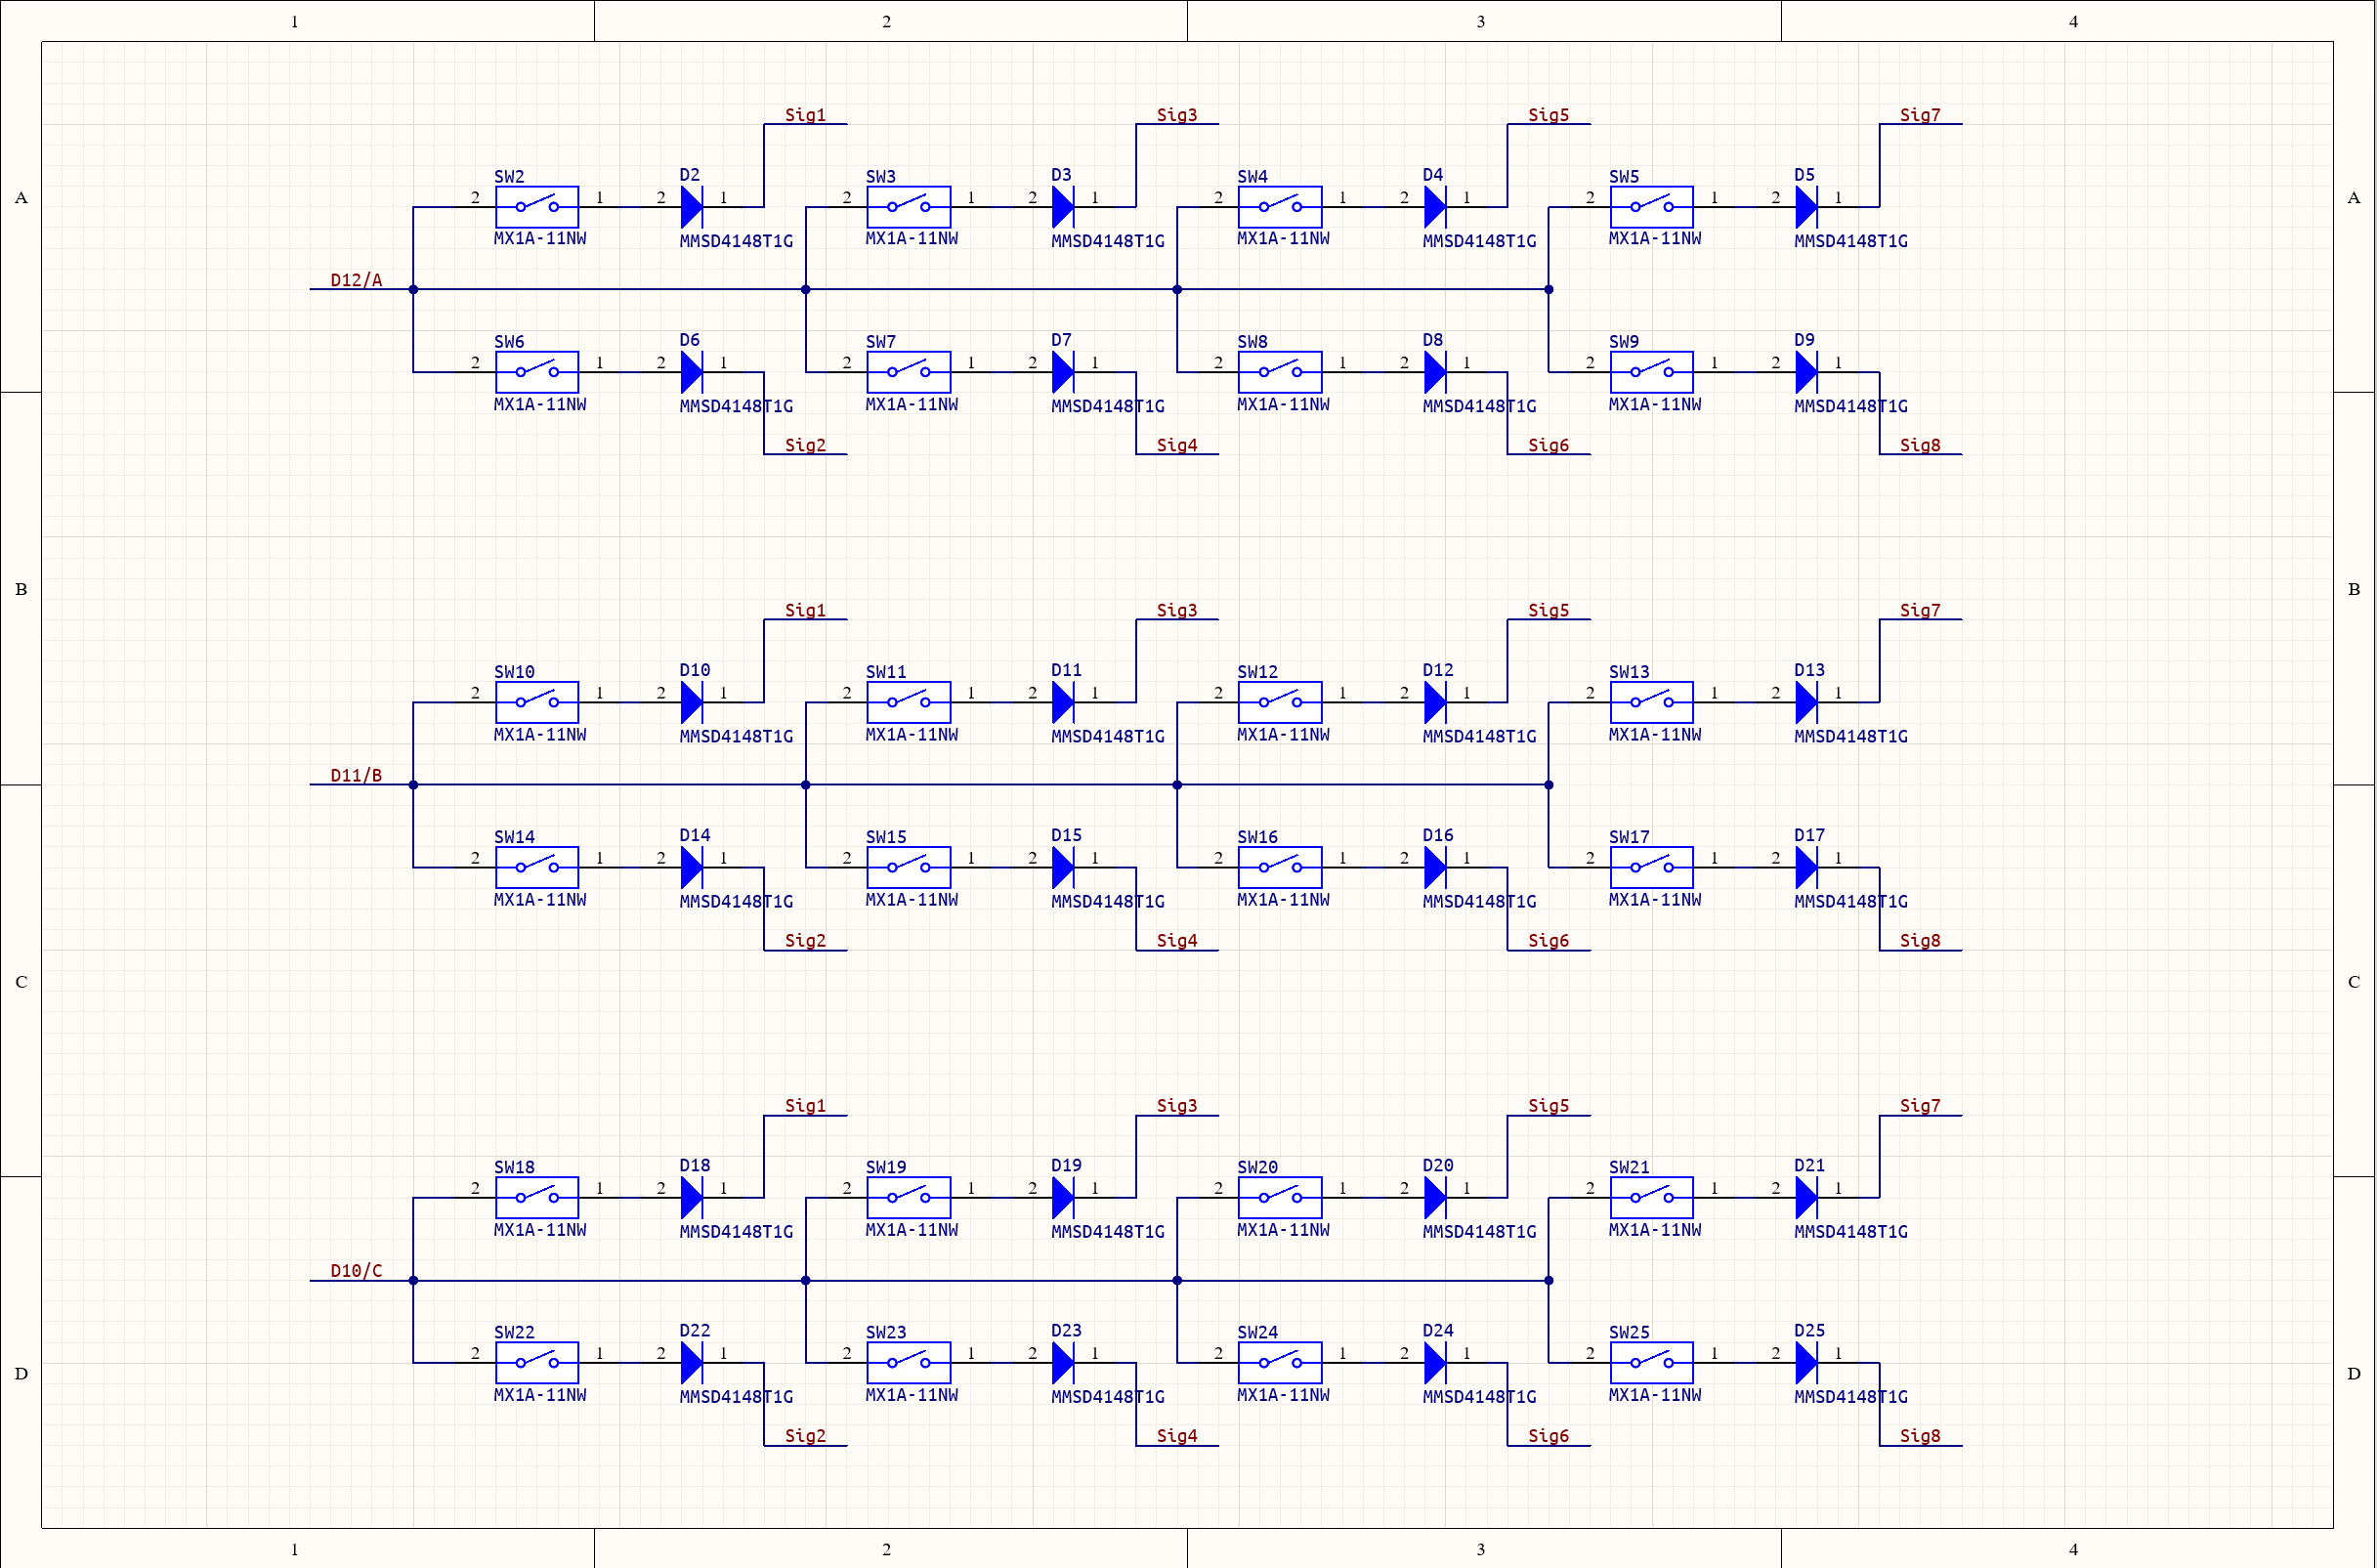 1 2 3 4
Sig1 Sig3 Sig5 Sig7
SW2 D2 SW3 D3 SW4 D4 SW5 D5
A 2 1 2 1 2 1 2 1 2 1 2 1 2 1 2 1 A
MX1A-11NW MMSD4148T1G MX1A-11NW MMSD4148T1G MX1A-11NW MMSD4148T1G MX1A-11NW MMSD4148T1G
D12/A
SW6 D6 SW7 D7 SW8 D8 SW9 D9
2 1 2 1 2 1 2 1 2 1 2 1 2 1 2 1
MX1A-11NW MMSD4148T1G MX1A-11NW MMSD4148T1G MX1A-11NW MMSD4148T1G MX1A-11NW MMSD4148T1G
Sig2 Sig4 Sig6 Sig8
B B
Sig1 Sig3 Sig5 Sig7
SW10 D10 SW11 D11 SW12 D12 SW13 D13
2 1 2 1 2 1 2 1 2 1 2 1 2 1 2 1
MX1A-11NW MMSD4148T1G MX1A-11NW MMSD4148T1G MX1A-11NW MMSD4148T1G MX1A-11NW MMSD4148T1G
D11/B
SW14 D14 SW15 D15 SW16 D16 SW17 D17
2 1 2 1 2 1 2 1 2 1 2 1 2 1 2 1
MX1A-11NW MMSD4148T1G MX1A-11NW MMSD4148T1G MX1A-11NW MMSD4148T1G MX1A-11NW MMSD4148T1G
Sig2 Sig4 Sig6 Sig8
C C
Sig1 Sig3 Sig5 Sig7
SW18 D18 SW19 D19 SW20 D20 SW21 D21
2 1 2 1 2 1 2 1 2 1 2 1 2 1 2 1
MX1A-11NW MMSD4148T1G MX1A-11NW MMSD4148T1G MX1A-11NW MMSD4148T1G MX1A-11NW MMSD4148T1G
D10/C
SW22 D22 SW23 D23 SW24 D24 SW25 D25
2 1 2 1 2 1 2 1 2 1 2 1 2 1 2 1
D D
MX1A-11NW MMSD4148T1G MX1A-11NW MMSD4148T1G MX1A-11NW MMSD4148T1G MX1A-11NW MMSD4148T1G
Sig2 Sig4 Sig6 Sig8
1 2 3 4